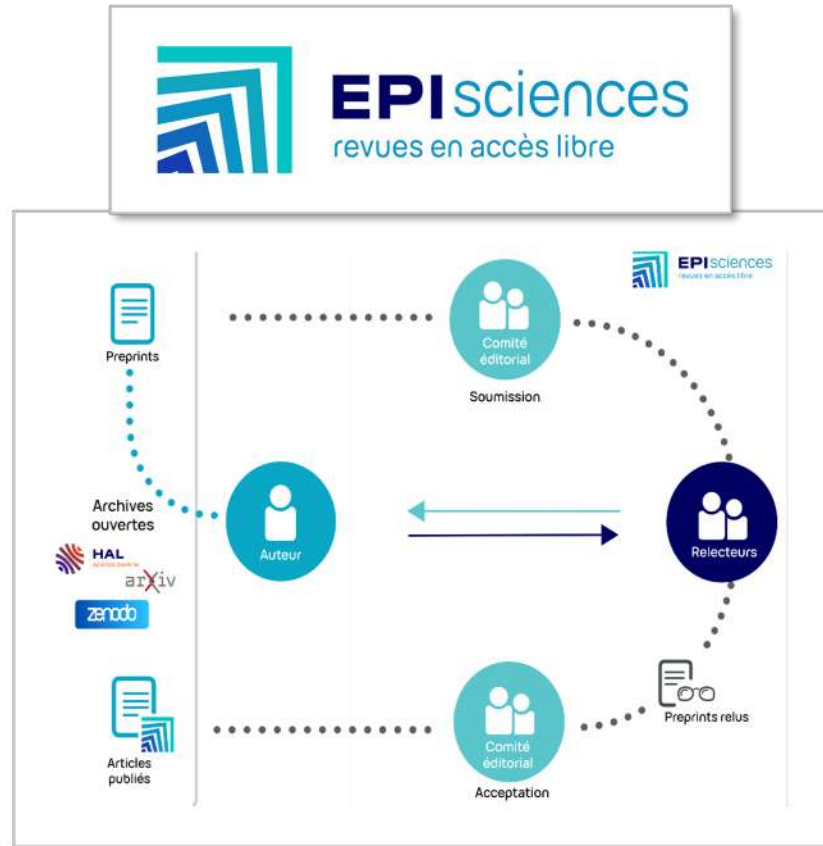 EPIsciences
revues en accès libre
EPIsciences
revues en accès libre
Preprints
Comité
éditorial
Soumission
Archives
ouvertes
HAL
arXiv
zenodo
Auteur
Relecteurs
Articles
publiés
Comité
éditorial
Acceptation
Preprints relus